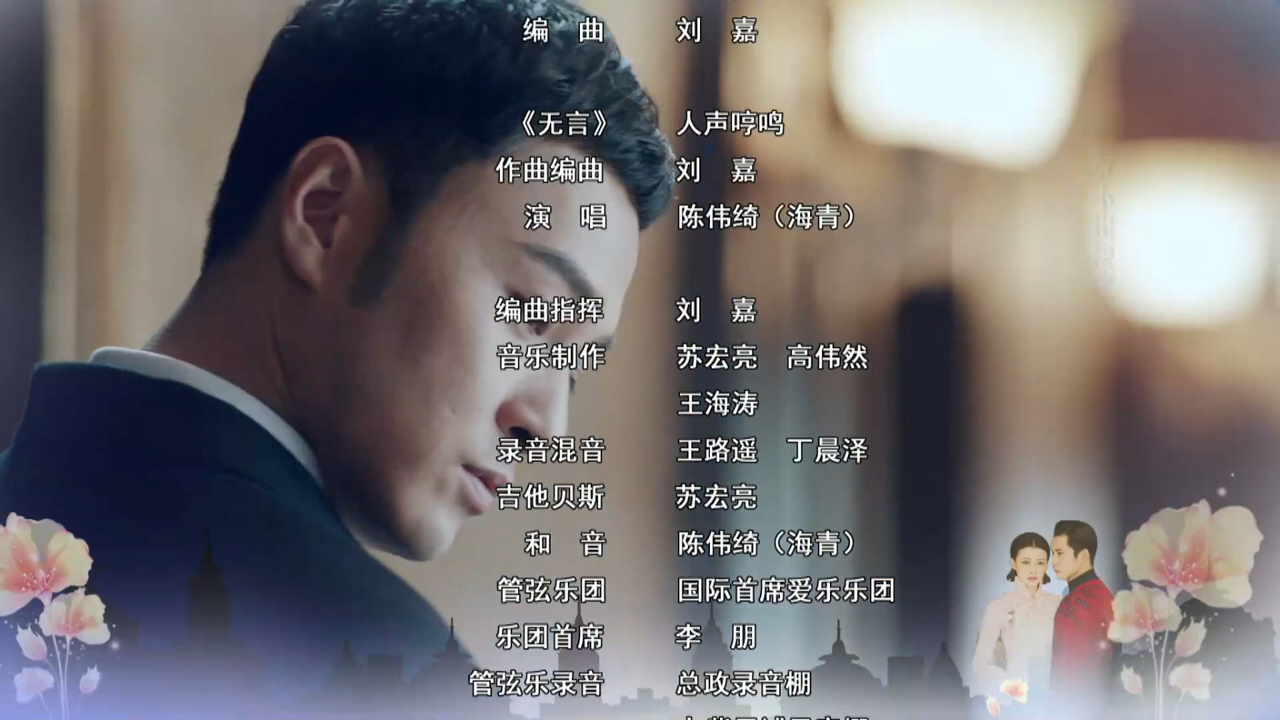 编 曲 刘 嘉
《无言》 人声哼鸣
作曲编曲 刘 嘉
演 唱 陈伟绮（海青）
编曲指挥 刘 嘉
音乐制作 苏宏亮 高伟然
王海涛
录音混音 王路遥 丁晨泽
吉他贝斯 苏宏亮
和 音 陈伟绮（海青）
管弦乐团 国际首席爱乐乐团
乐团首席 李 朋
管弦乐录音 总政录音棚